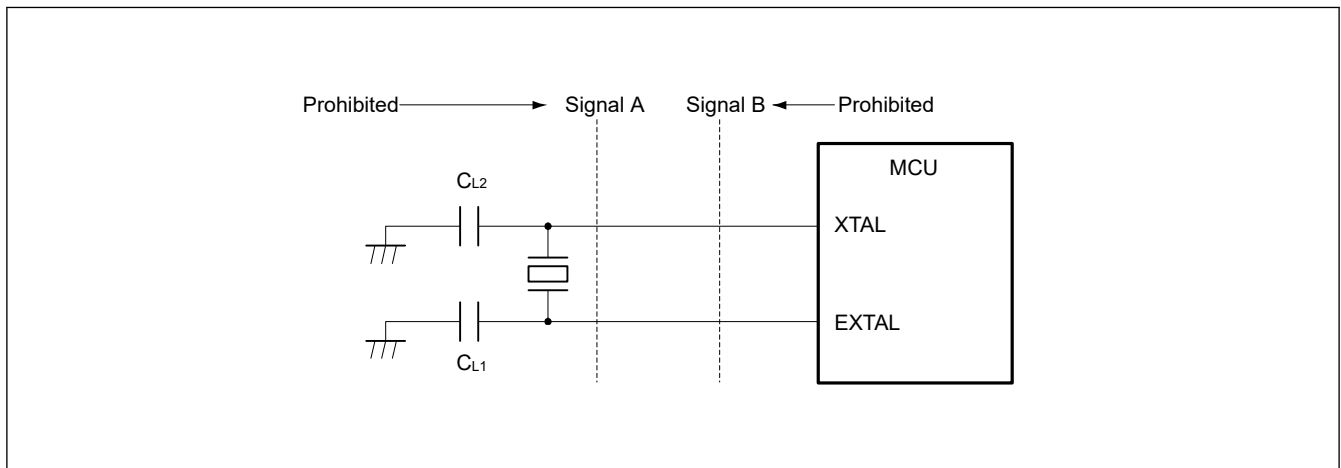 Prohibited Signal A Signal B Prohibited
MCU
CL2
XTAL
EXTAL
CL1